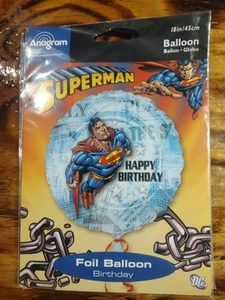 Anagram
18in/45cm
Balloon
Ballon • Globo
SUPERMAN
HAPPY
BIRTHDAY
Foil Balloon
Birthday
DC